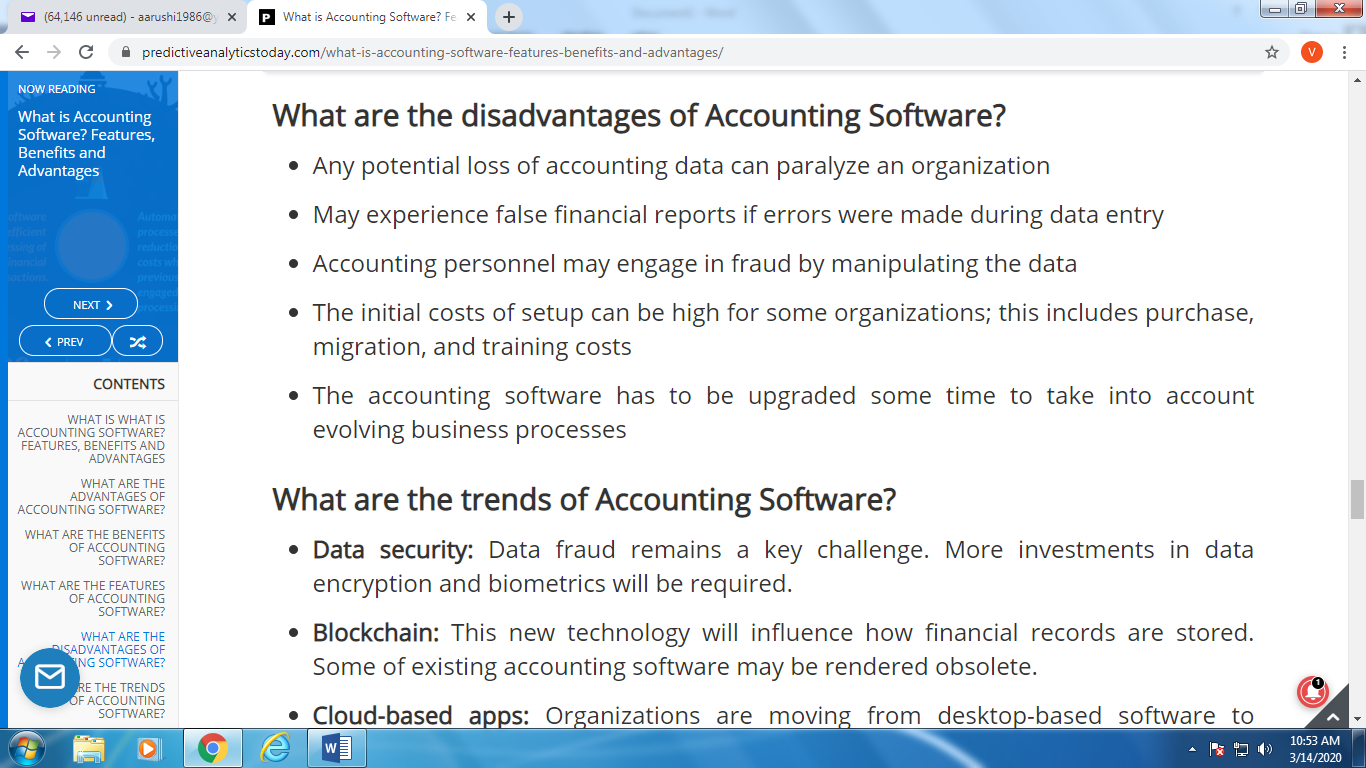 (64,146 unread) - aarushi1986@y
What is Accounting Software? Fe
predictiveanalyticstoday.com/what-is-accounting-software-features-benefits-and-advantages/
V
NOW READING
What is Accounting
Software? Features,
Benefits and
Advantages
NEXT
PREV
CONTENTS
WHAT IS WHAT IS
ACCOUNTING SOFTWARE?
FEATURES, BENEFITS AND
ADVANTAGES
WHAT ARE THE
ADVANTAGES OF
ACCOUNTING SOFTWARE?
WHAT ARE THE BENEFITS
OF ACCOUNTING
SOFTWARE?
WHAT ARE THE FEATURES
OF ACCOUNTING
SOFTWARE?
WHAT ARE THE
DISADVANTAGES OF
NG SOFTWARE?
RE THE TRENDS
OF ACCOUNTING
SOFTWARE?
What are the disadvantages of Accounting Software?
• Any potential loss of accounting data can paralyze an organization
• May experience false financial reports if errors were made during data entry
• Accounting personnel may engage in fraud by manipulating the data
• The initial costs of setup can be high for some organizations; this includes purchase,
migration, and training costs
• The accounting software has to be upgraded some time to take into account
evolving business processes
What are the trends of Accounting Software?
• Data security: Data fraud remains a key challenge. More investments in data
encryption and biometrics will be required.
• Blockchain: This new technology will influence how financial records are stored.
Some of existing accounting software may be rendered obsolete.
• Cloud-based apps: Organizations are moving from desktop-based software to
1
10:53 AM
3/14/2020